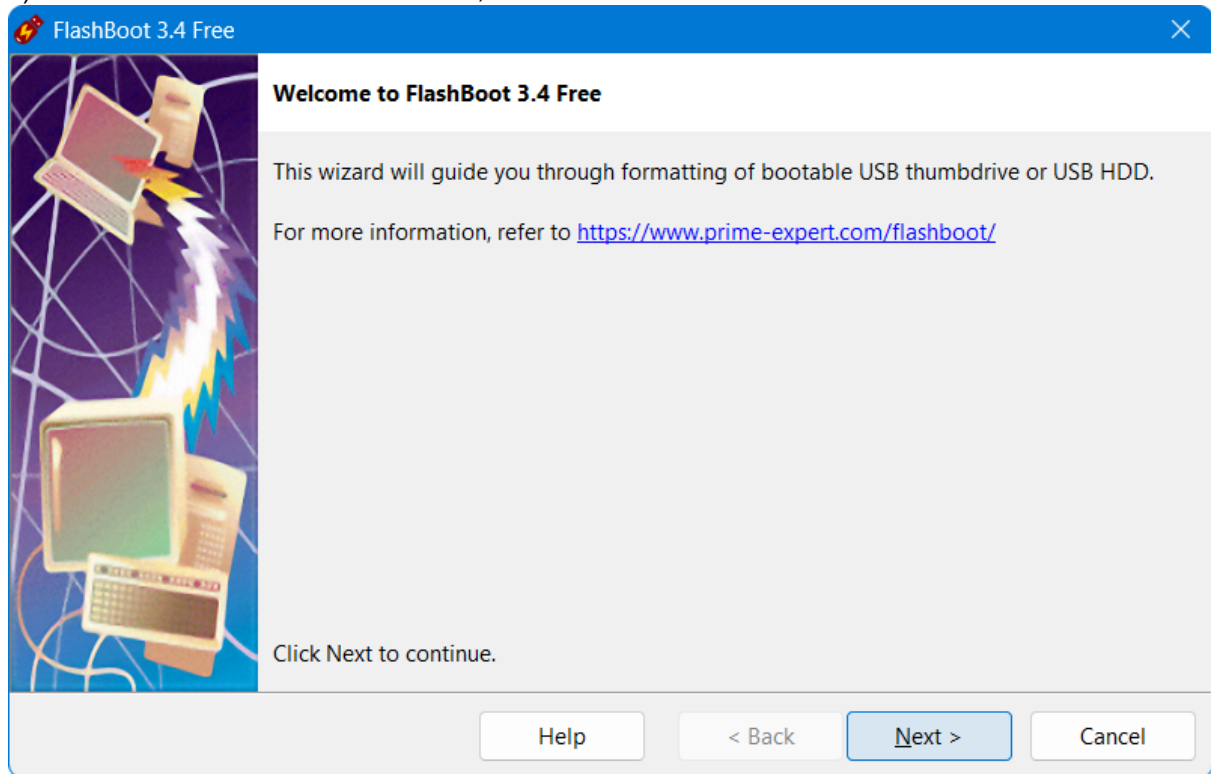 FlashBoot 3.4 Free
Welcome to FlashBoot 3.4 Free
This wizard will guide you through formatting of bootable USB thumbdrive or USB HDD.
For more information, refer to https://www.prime-expert.com/flashboot/
Click Next to continue.
Help
< Back
Next >
Cancel